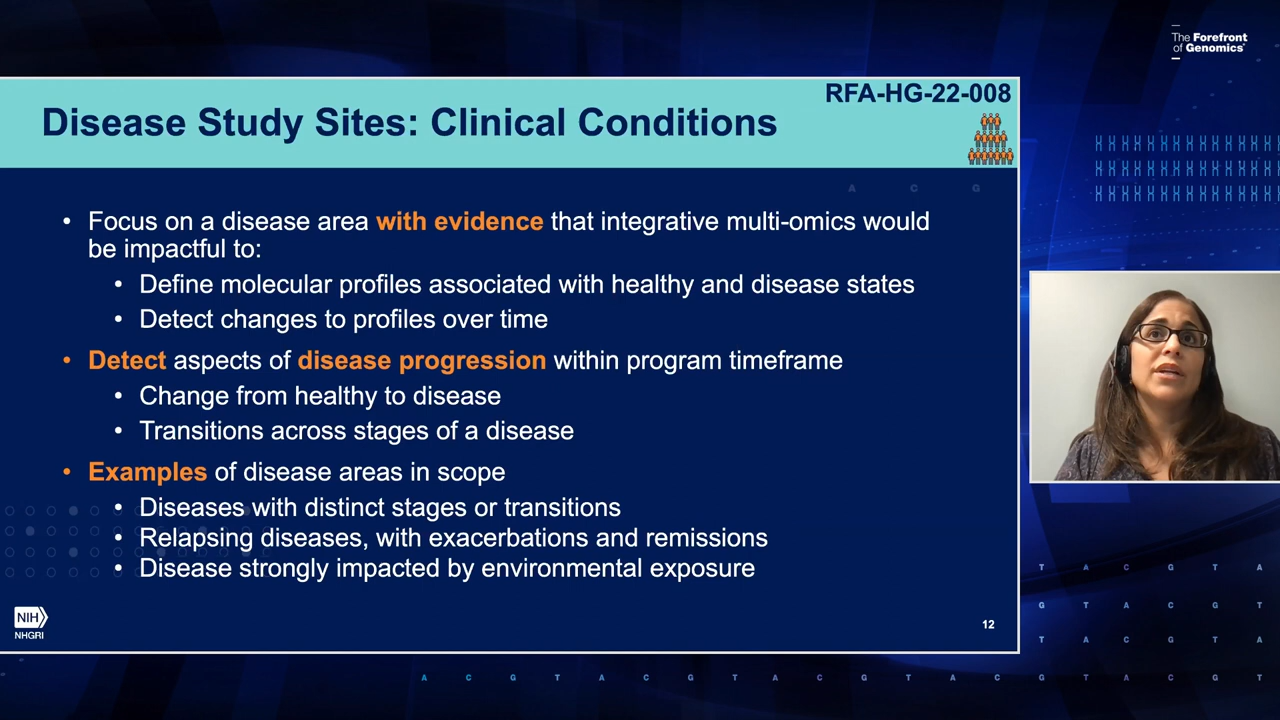 The Forefront
of Genomics®
RFA-HG-22-008
Disease Study Sites: Clinical Conditions
A C G
• Focus on a disease area with evidence that integrative multi-omics would
be impactful to:
• Define molecular profiles associated with healthy and disease states
• Detect changes to profiles over time
• Detect aspects of disease progression within program timeframe
• Change from healthy to disease
• Transitions across stages of a disease
• Examples of disease areas in scope
• Diseases with distinct stages or transitions
• Relapsing diseases, with exacerbations and remissions
• Disease strongly impacted by environmental exposure
NIH
NHGRI
12
T A C G T A
G T A C G T
T A C G T A
A C G T A C G T A C G T A C G T A C G T